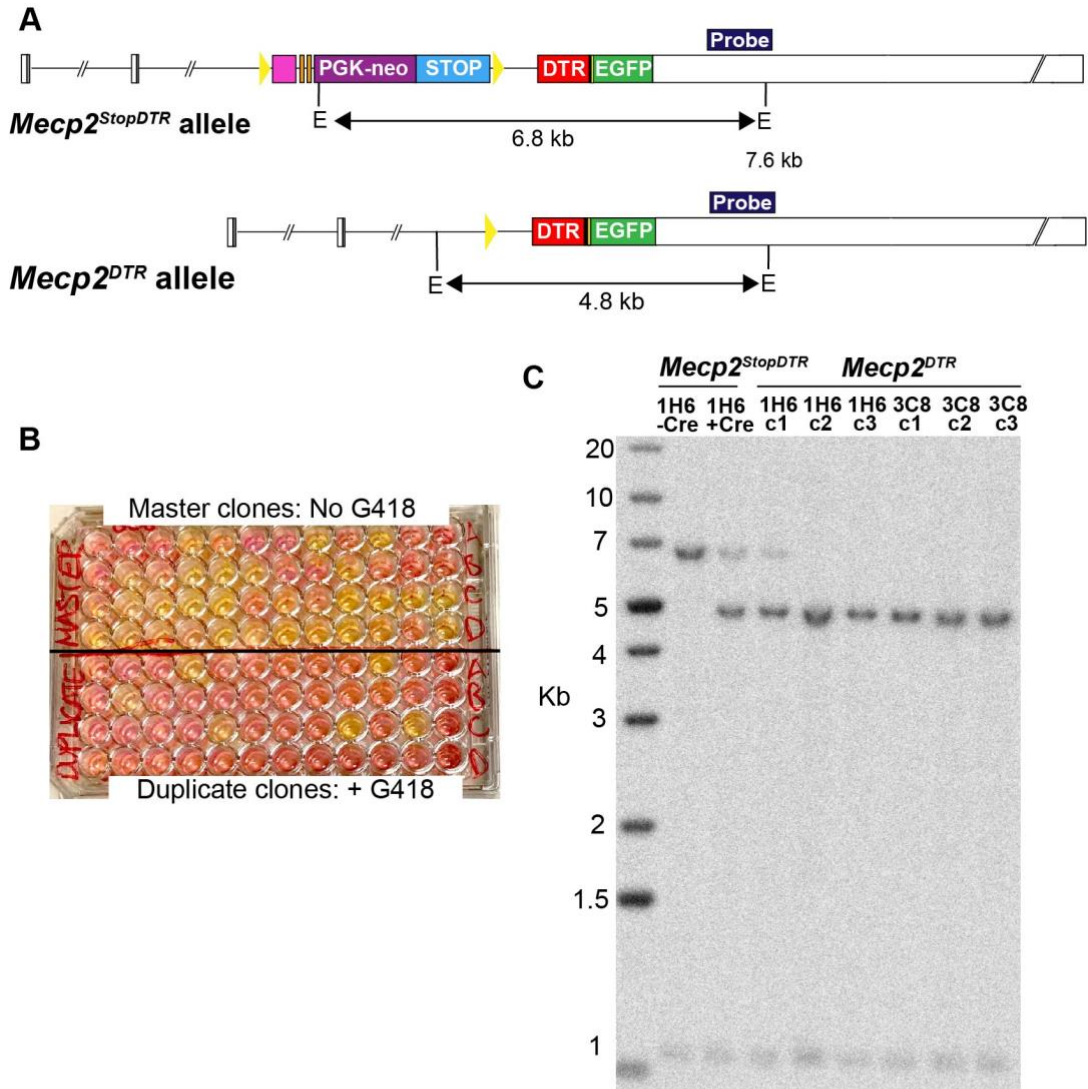 A
Probe
PGK-neo STOP DTR EGFP
Mecp2StopDTR allele
E E
6.8 kb
7.6 kb
Probe
DTR EGFP
Mecp2DTR allele
E E
4.8 kb
B
Master clones: No G418
MASTER
A
B
C
D
DUPLICATE
A
B
C
D
Duplicate clones: + G418
C
Mecp2StopDTR Mecp2DTR
1H6 1H6 1H6 1H6 1H6 3C8 3C8 3C8
-Cre +Cre c1 c2 c3 c1 c2 c3
20
10
7
5
4
Kb
3
2
1.5
1